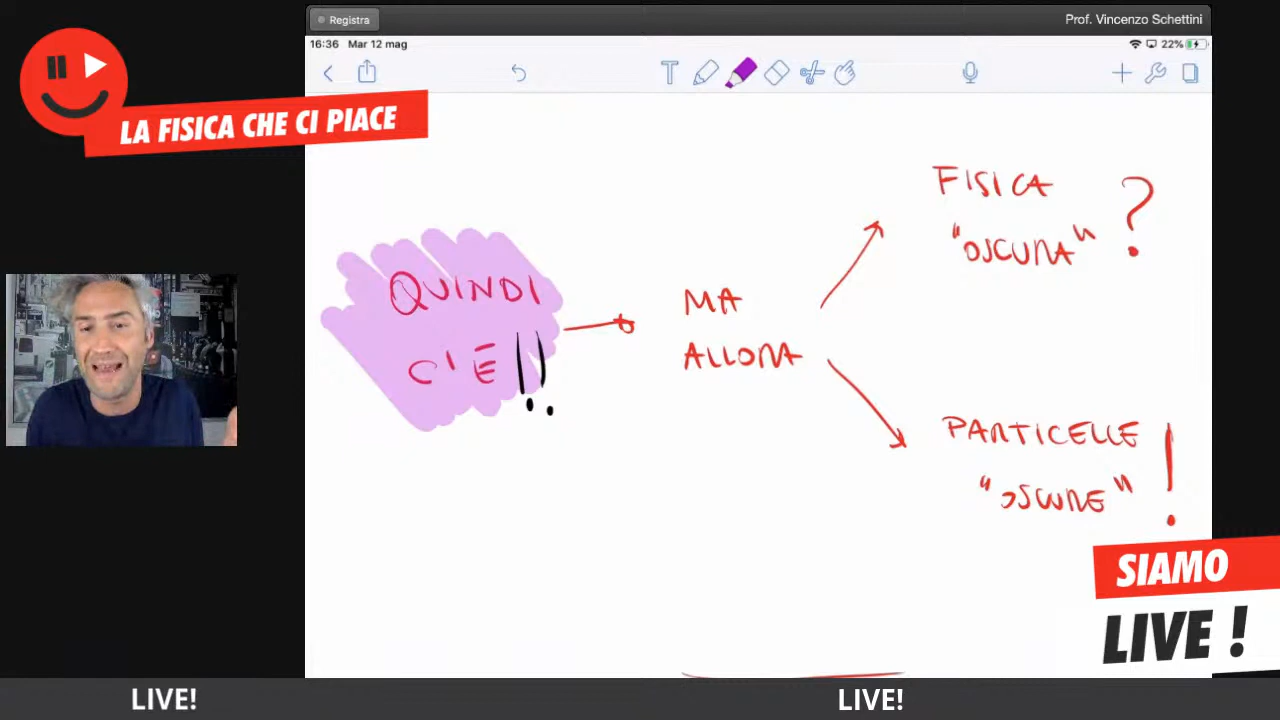 Registra
Prof. Vincenzo Schettini
16:36 Mar 12 mag
22%
LA FISICA CHE CI PIACE
FISICA ?
"OSCURA"
QUINDI
C'È !!
MA
ALLORA
PARTICELLE !
"OSCURE"
SIAMO
LIVE !
LIVE!
LIVE!